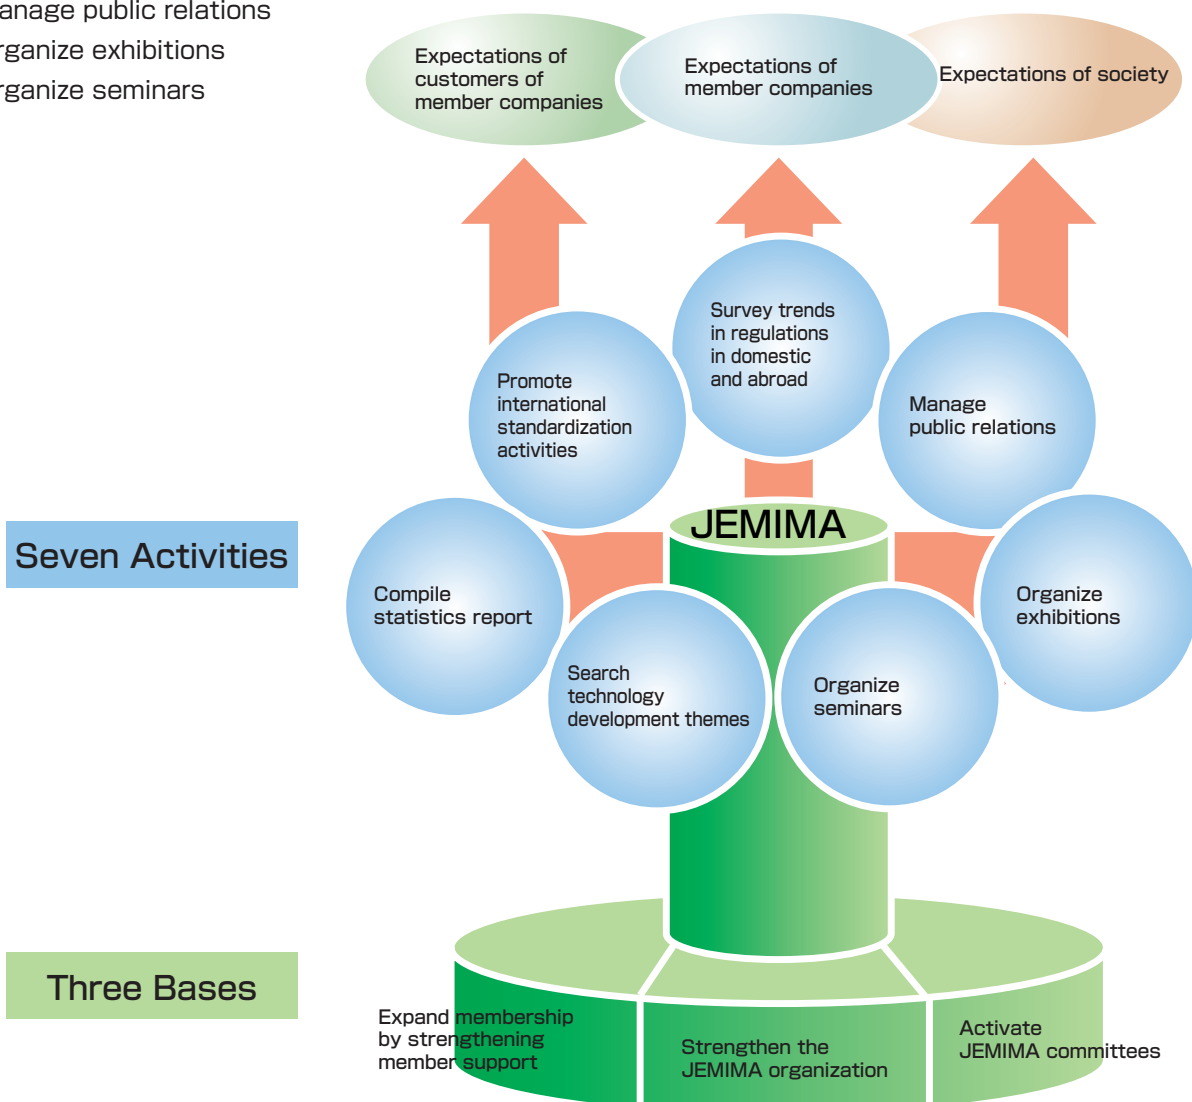 anage public relations
rganize exhibitions
rganize seminars
Expectations of
customers of
member companies
Expectations of
member companies
Expectations of society
Survey trends
in regulations
in domestic
and abroad
Promote
international
standardization
activities
Manage
public relations
JEMIMA
Seven Activities
Compile
statistics report
Organize
exhibitions
Search
technology
development themes
Organize
seminars
Three Bases
Expand membership
by strengthening
member support
Strengthen the
JEMIMA organization
Activate
JEMIMA committees